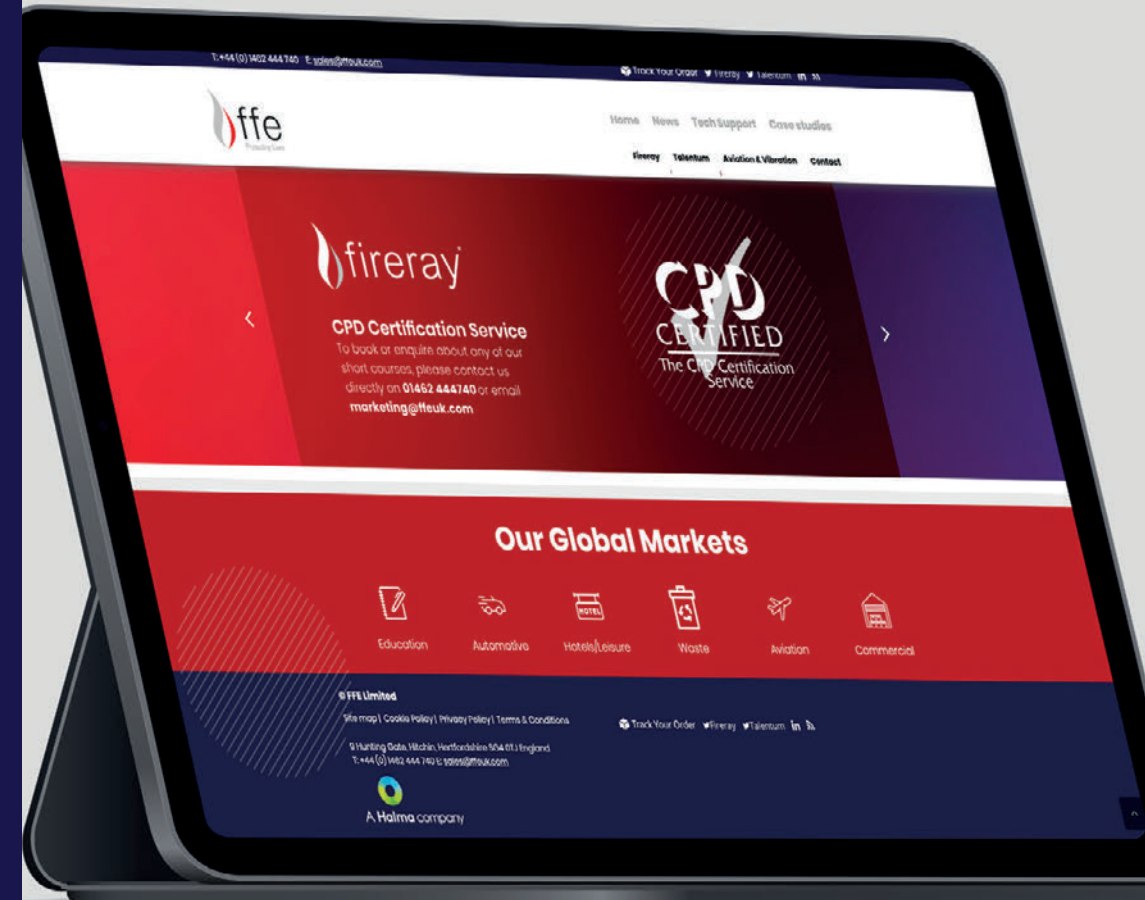 T: +44 (0) 1462 444 740 E: sales@ffeuk.com
Track Your Order Fireray Talentum in
ffe
Protecting Lives
Home News Tech Support Case studies
Fireray Talentum Aviation & Vibration Contact
fireray
CPD Certification Service
To book or enquire about any of our
short courses, please contact us
directly on 01462 444740 or email
marketing@ffeuk.com
CPD
CERTIFIED
The CPD Certification
Service
Our Global Markets
HOTEL
Education Automotive Hotels/Leisure Waste Aviation Commercial
© FFE Limited
Site map | Cookie Policy | Privacy Policy | Terms & Conditions
Track Your Order Fireray Talentum in
9 Hunting Gate, Hitchin, Hertfordshire SG4 0TJ England
T: +44 (0) 1462 444 740 E: sales@ffeuk.com
A Halma company